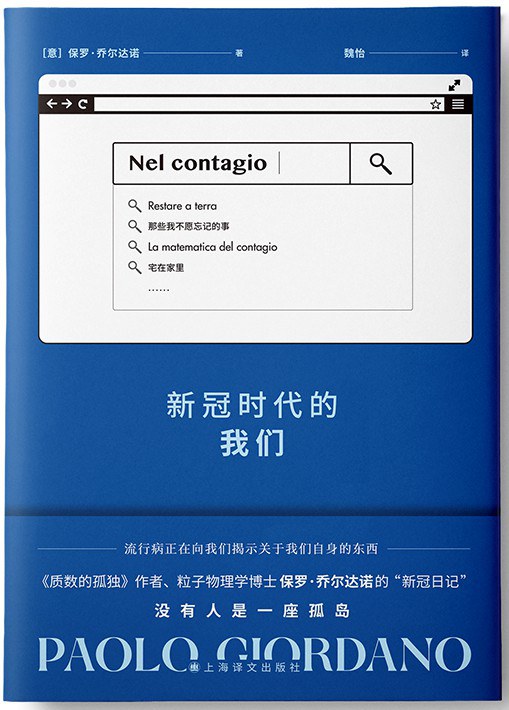 ［意］保罗·乔尔达诺 著 魏怡 译
Nel contagio
Restare a terra
那些我不愿忘记的事
La matematica del contagio
宅在家里
......
新冠时代的
我们
流行病正在向我们揭示关于我们自身的东西
《质数的孤独》作者、粒子物理学博士保罗·乔尔达诺的“新冠日记”
没有人是一座孤岛
PAOLO GIORDANO
上海译文出版社